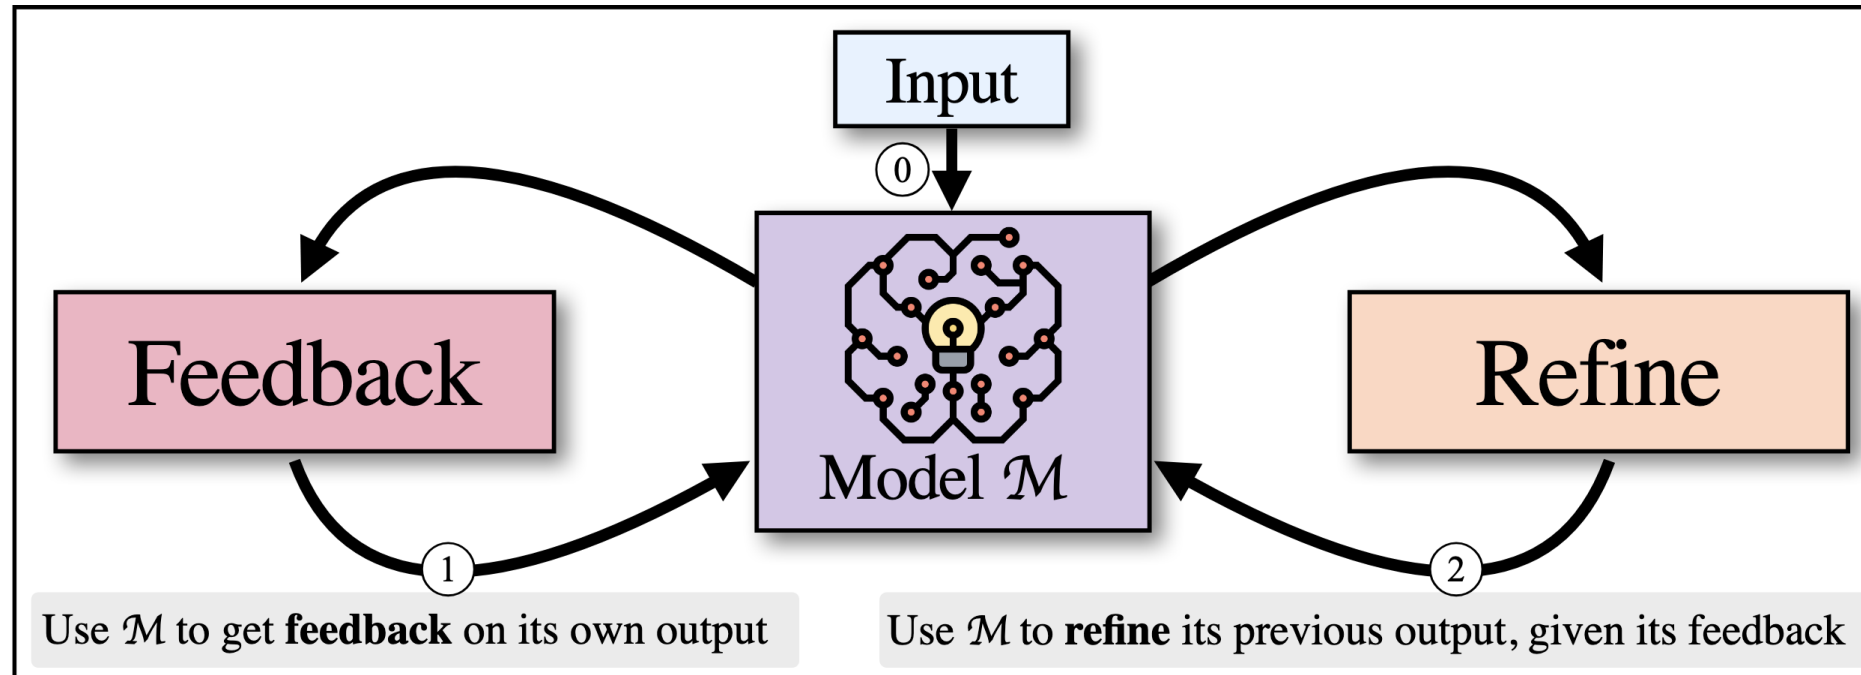 Input
0
Feedback
Refine
Model ℳ
1
2
Use ℳ to get feedback on its own output
Use ℳ to refine its previous output, given its feedback